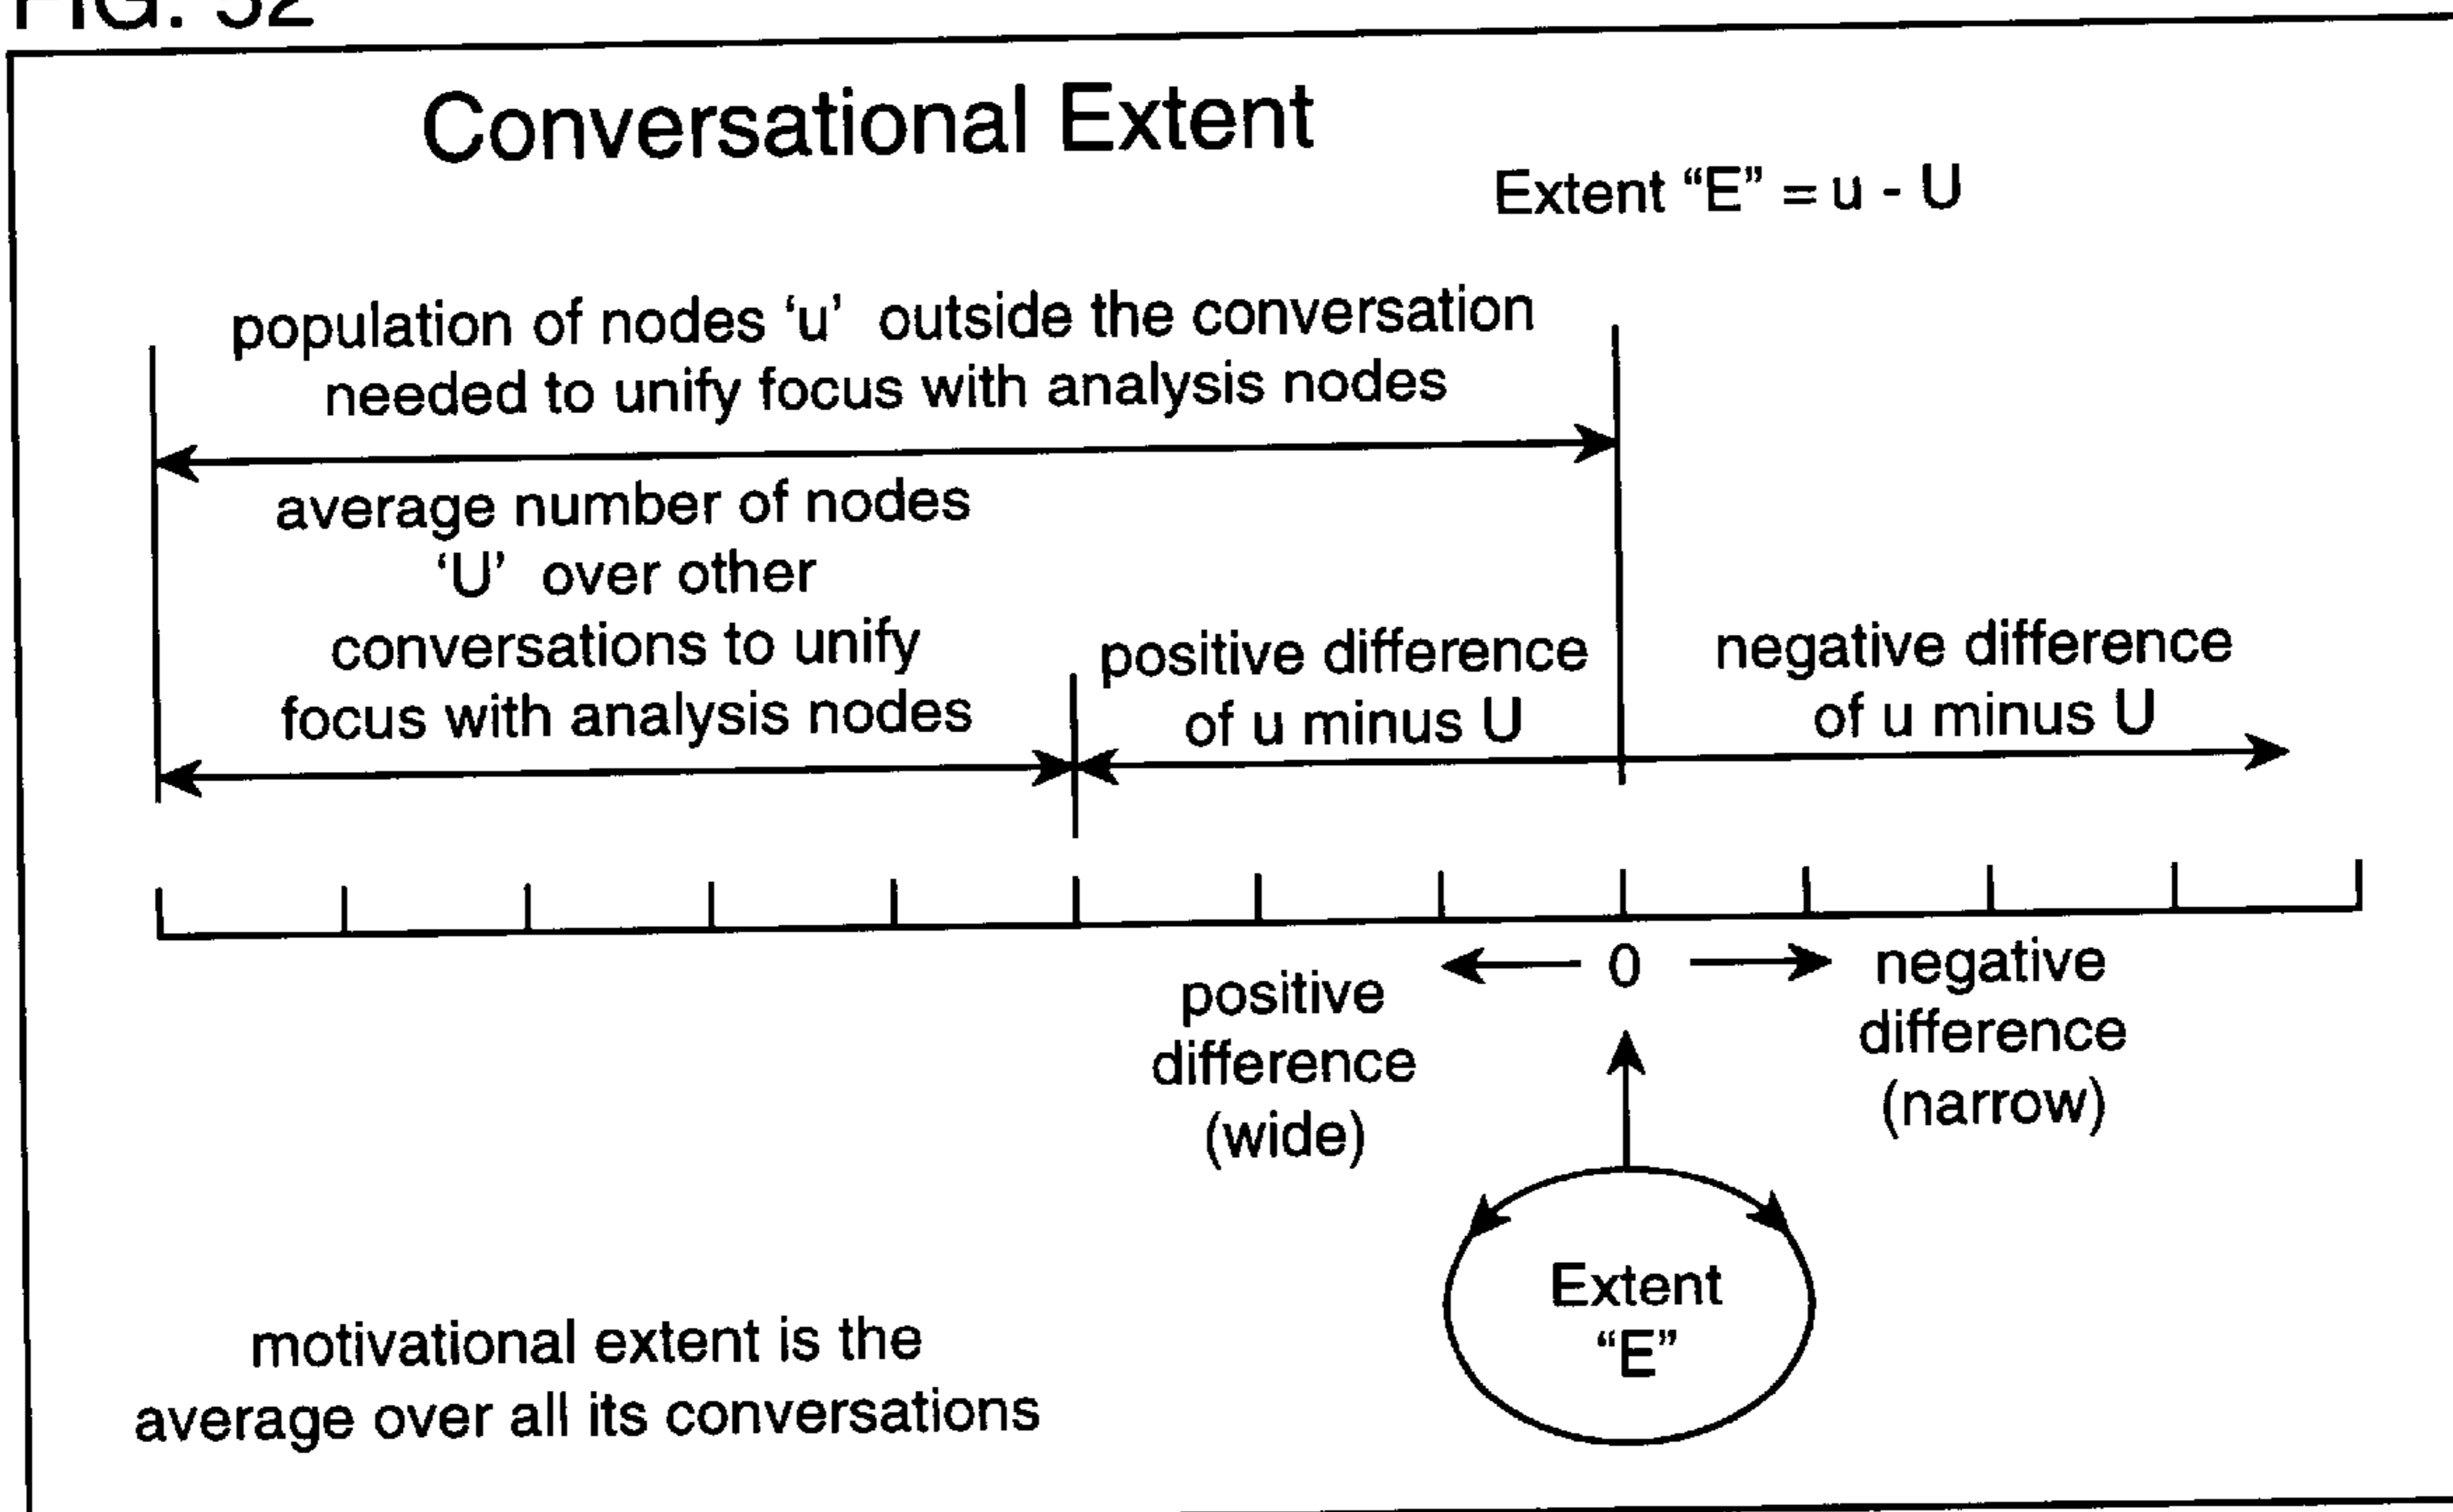 FIG. 32
Conversational Extent
Extent “E” = u - U
population of nodes ‘u’ outside the conversation
needed to unify focus with analysis nodes
average number of nodes
‘U’ over other
conversations to unify
focus with analysis nodes
positive difference
of u minus U
negative difference
of u minus U
0
positive
difference
(wide)
negative
difference
(narrow)
Extent
“E”
motivational extent is the
average over all its conversations